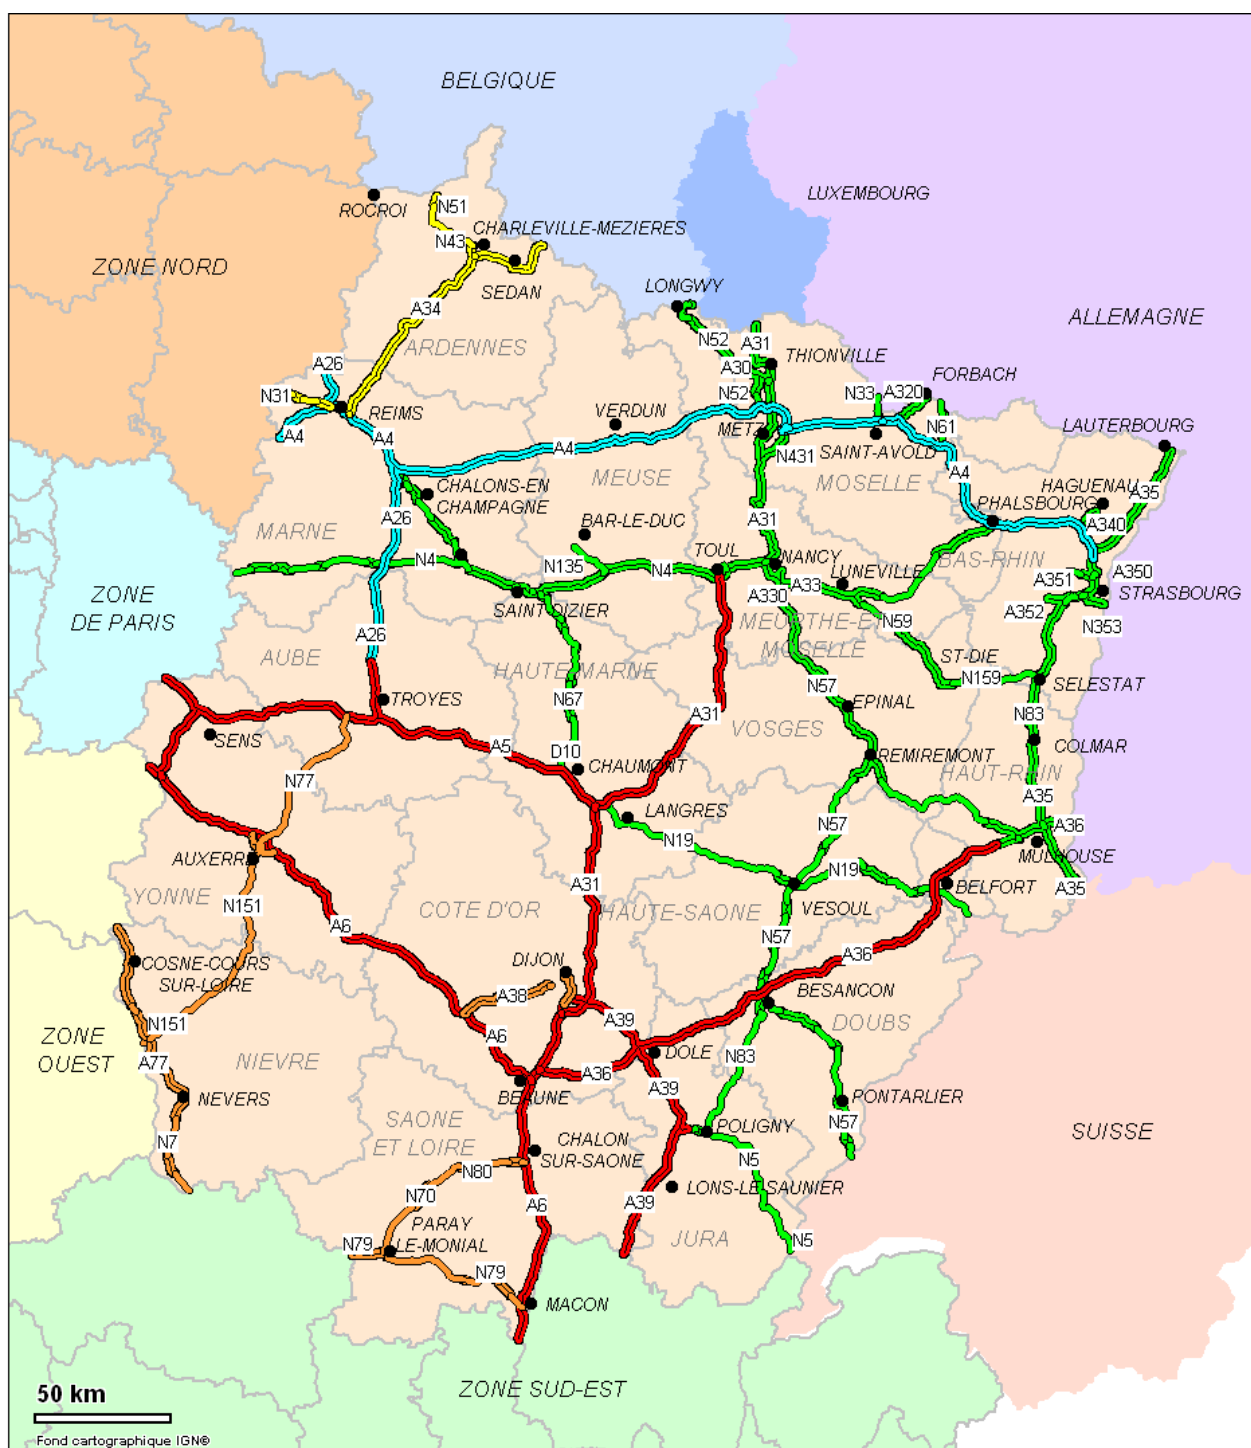 BELGIQUE
LUXEMBOURG
ROCROI
N51
CHARLEVILLE-MEZIERES
N43
ZONE NORD
SEDAN
LONGWY
A34
ALLEMAGNE
ARDENNES
N52
A31
THIONVILLE
A26
A30
FORBACH
N31
REIMS
N52
N33
A320
VERDUN
A4
A4
METZ
N61
LAUTERBOURG
A4
N431
SAINT-AVOLD
A4
MEUSE
MOSELLE
HAGUENAU
A35
CHALONS-EN
CHAMPAGNE
PHALSBOURG
A26
BAR-LE-DUC
A31
A340
MARNE
TOUL
NANCY
BAS-RHIN
N4
N135
N4
A33
LUNEVILLE
A351
A350
ZONE
DE PARIS
SAINT-DIZIER
A330
A352
STRASBOURG
N59
N353
A26
MEURTHE-ET
MOSELLE
AUBE
HAUTE-MARNE
ST-DIE
N159
SELESTAT
TROYES
N67
N57
EPINAL
A31
N83
SENS
VOSGES
A5
D10
REMIREMONT
COLMAR
CHAUMONT
N77
HAUT-RHIN
A35
LANGRES
N57
A36
N19
AUXERRE
MULHOUSE
N19
A31
BELFORT
A35
YONNE
N151
COTE D'OR
HAUTE-SAONE
VESOUL
A6
N57
A36
DIJON
COSNE-COURS
SUR-LOIRE
A38
BESANCON
N151
A39
DOUBS
ZONE
OUEST
A6
A77
NIEVRE
DOLE
N83
A36
A39
NEVERS
BEAUNE
PONTARLIER
SAONE
ET LOIRE
N57
POLIGNY
SUISSE
N7
CHALON
SUR-SAONE
N5
N80
N70
LONS-LE-SAUNIER
A6
A39
PARAY
LE-MONIAL
N79
JURA
N5
N79
MACON
ZONE SUD-EST
50 km
Fond cartographique IGN©